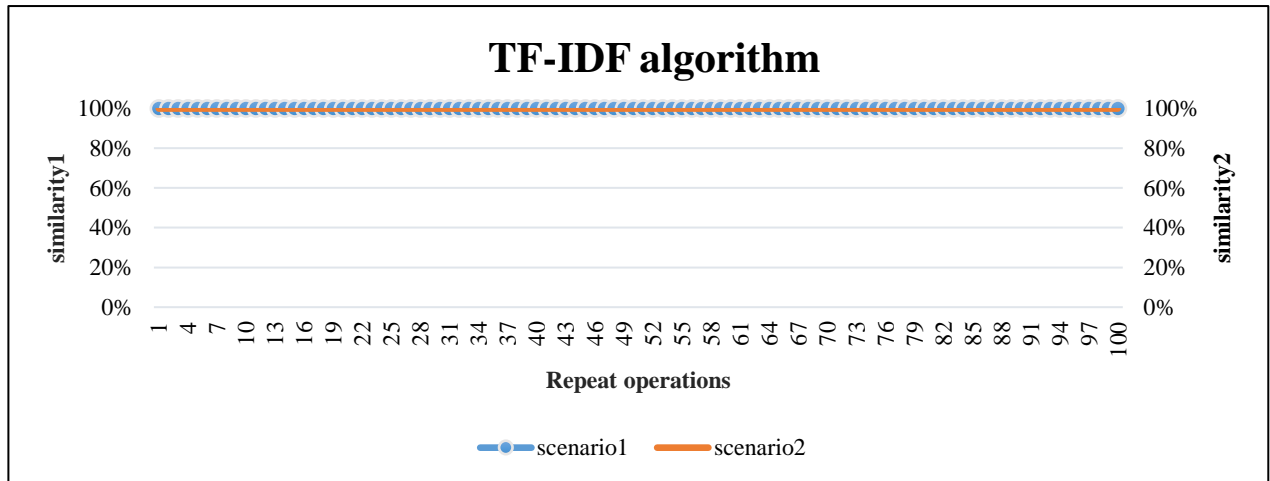 TF-IDF algorithm
100%
80%
60%
40%
20%
0%
similarity1
100%
80%
60%
40%
20%
0%
similarity2
1 4 7 10 13 16 19 22 25 28 31 34 37 40 43 46 49 52 55 58 61 64 67 70 73 76 79 82 85 88 91 94 97 100
Repeat operations
scenario1 scenario2